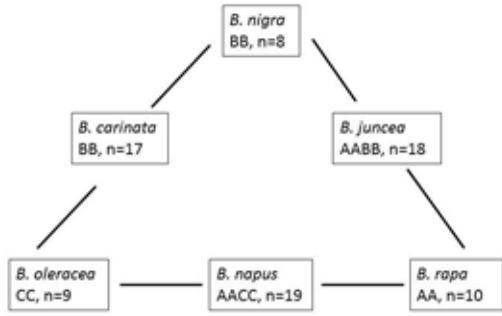 B. nigra
BB, n=8
B. carinata
BB, n=17
B. juncea
AABB, n=18
B. oleracea
CC, n=9
B. napus
AACC, n=19
B. rapa
AA, n=10